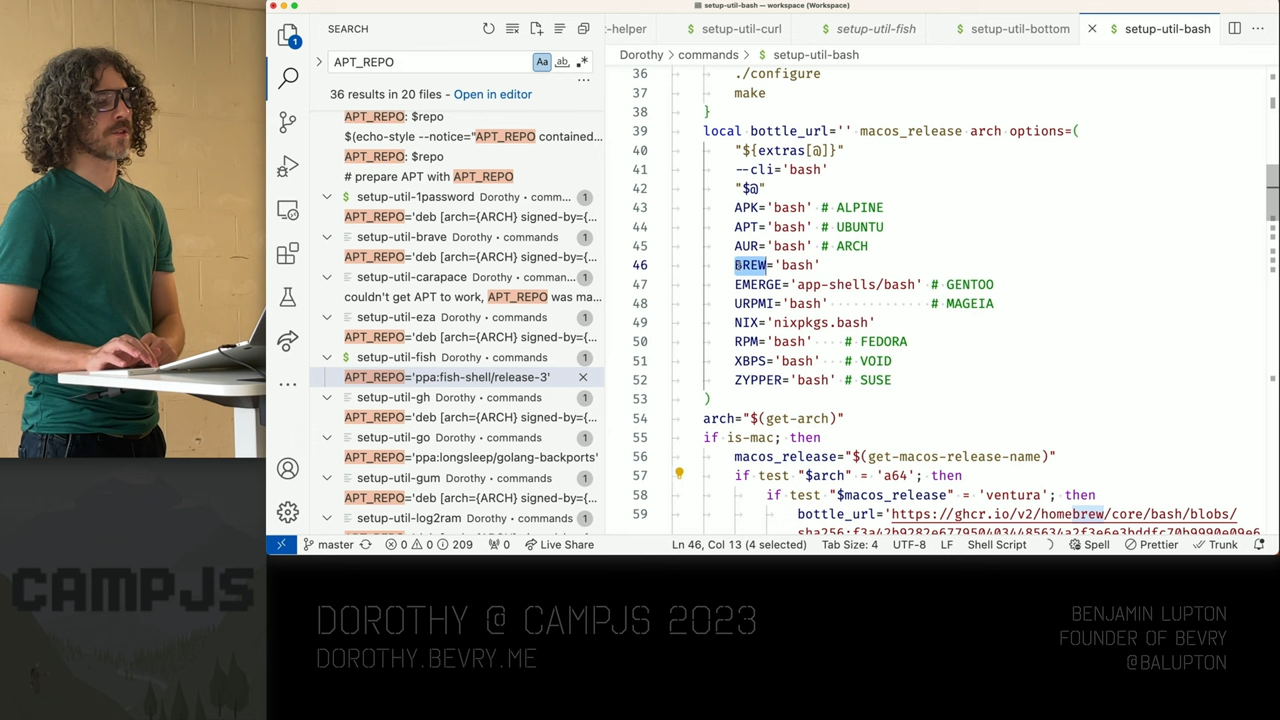 setup-util-bash — workspace (Workspace)
SEARCH
t-helper
setup-util-curl
setup-util-fish
setup-util-bottom
setup-util-bash
Dorothy
commands
setup-util-bash
1
APT_REPO
Aa
ab
36 results in 20 files - Open in editor
APT_REPO: $repo
$(echo-style --notice="APT_REPO contained...
APT_REPO: $repo
# prepare APT with APT_REPO
setup-util-1password Dorothy • comm... 1
APT_REPO='deb [arch={ARCH} signed-by={...
setup-util-brave Dorothy • commands 1
APT_REPO='deb [arch={ARCH} signed-by={...
setup-util-carapace Dorothy • comman... 1
couldn't get APT to work, APT_REPO was ma...
setup-util-eza Dorothy • commands 1
APT_REPO='deb [arch={ARCH} signed-by={...
setup-util-fish Dorothy • commands
APT_REPO='ppa:fish-shell/release-3'
setup-util-gh Dorothy • commands 1
APT_REPO='deb [arch={ARCH} signed-by={...
setup-util-go Dorothy • commands 1
APT_REPO='ppa:longsleep/golang-backports'
setup-util-gum Dorothy • commands 1
APT_REPO='deb [arch={ARCH} signed-by={...
setup-util-log2ram Dorothy • commands 1
36 ./configure
37 make
38 }
39 local bottle_url='' macos_release arch options=(
40 "${extras[@]}"
41 --cli='bash'
42 "$@"
43 APK='bash' # ALPINE
44 APT='bash' # UBUNTU
45 AUR='bash' # ARCH
46 BREW='bash'
47 EMERGE='app-shells/bash' # GENTOO
48 URPMI='bash' # MAGEIA
49 NIX='nixpkgs.bash'
50 RPM='bash' # FEDORA
51 XBPS='bash' # VOID
52 ZYPPER='bash' # SUSE
53 )
54 arch="$(get-arch)"
55 if is-mac; then
56 macos_release="$(get-macos-release-name)"
57 if test "$arch" = 'a64'; then
58 if test "$macos_release" = 'ventura'; then
59 bottle_url='https://ghcr.io/v2/homebrew/core/bash/blobs/
master 0 0 209 0 Live Share Ln 46, Col 13 (4 selected) Tab Size: 4 UTF-8 LF Shell Script Spell Prettier Trunk
CAMPJS
DOROTHY @ CAMPJS 2023
DOROTHY.BEVRY.ME
BENJAMIN LUPTON
FOUNDER OF BEVRY
@BALUPTON